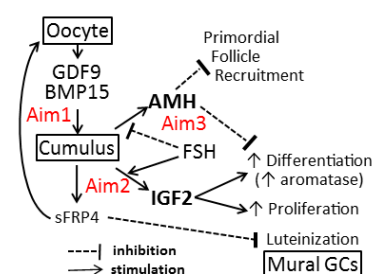 Oocyte
Primordial
Follicle
Recruitment
GDF9
BMP15
Aim1
AMH
Aim3
Cumulus
FSH
↑ Differentiation
(↑ aromatase)
Aim2
IGF2
↑ Proliferation
sFRP4
Luteinization
inhibition
stimulation
Mural GCs